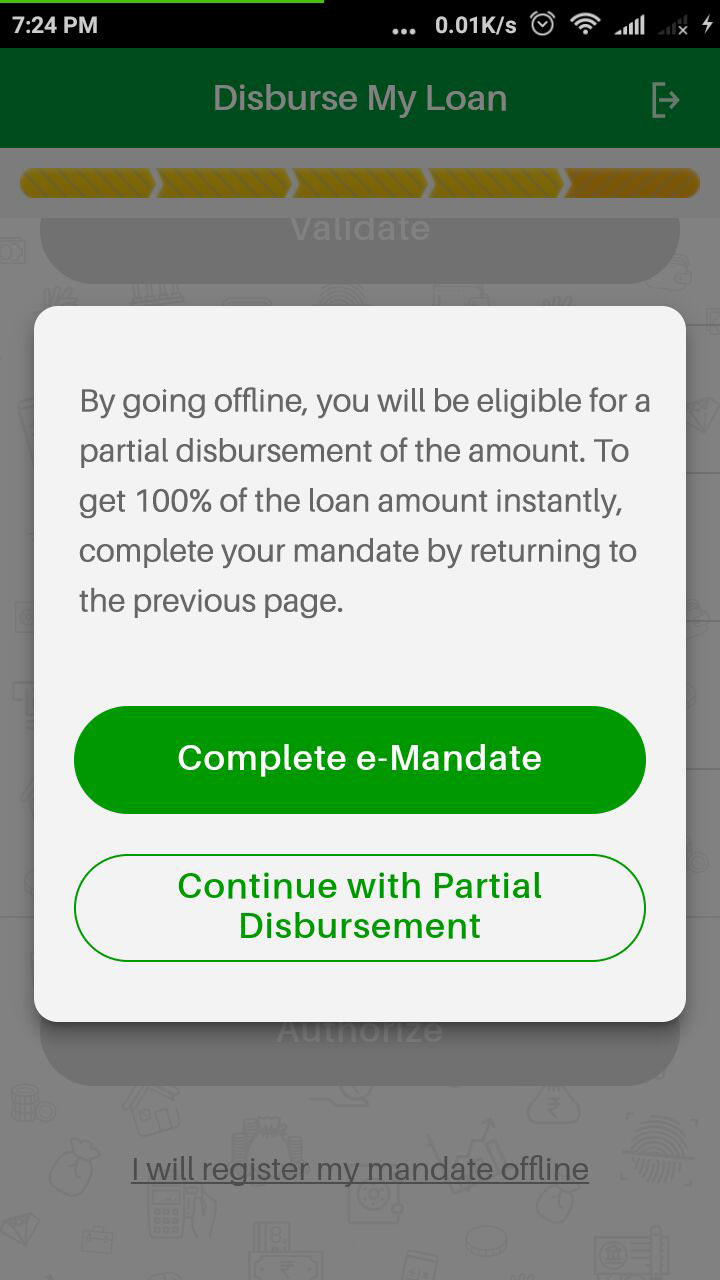 7:24 PM
... 0.01K/s
Disburse My Loan
Validate
By going offline, you will be eligible for a
partial disbursement of the amount. To
get 100% of the loan amount instantly,
complete your mandate by returning to
the previous page.
Complete e-Mandate
Continue with Partial
Disbursement
Authorize
I will register my mandate offline